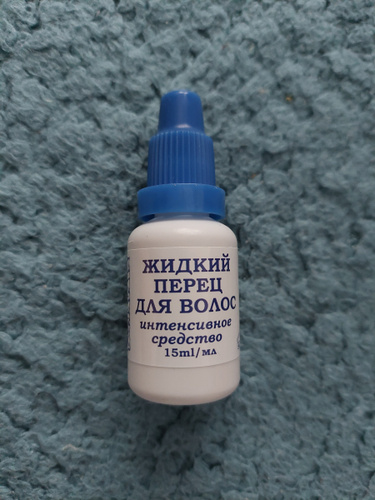 ЖИДКИЙ
ПЕРЕЦ
ДЛЯ ВОЛОС
интенсивное
средство
15ml/мл